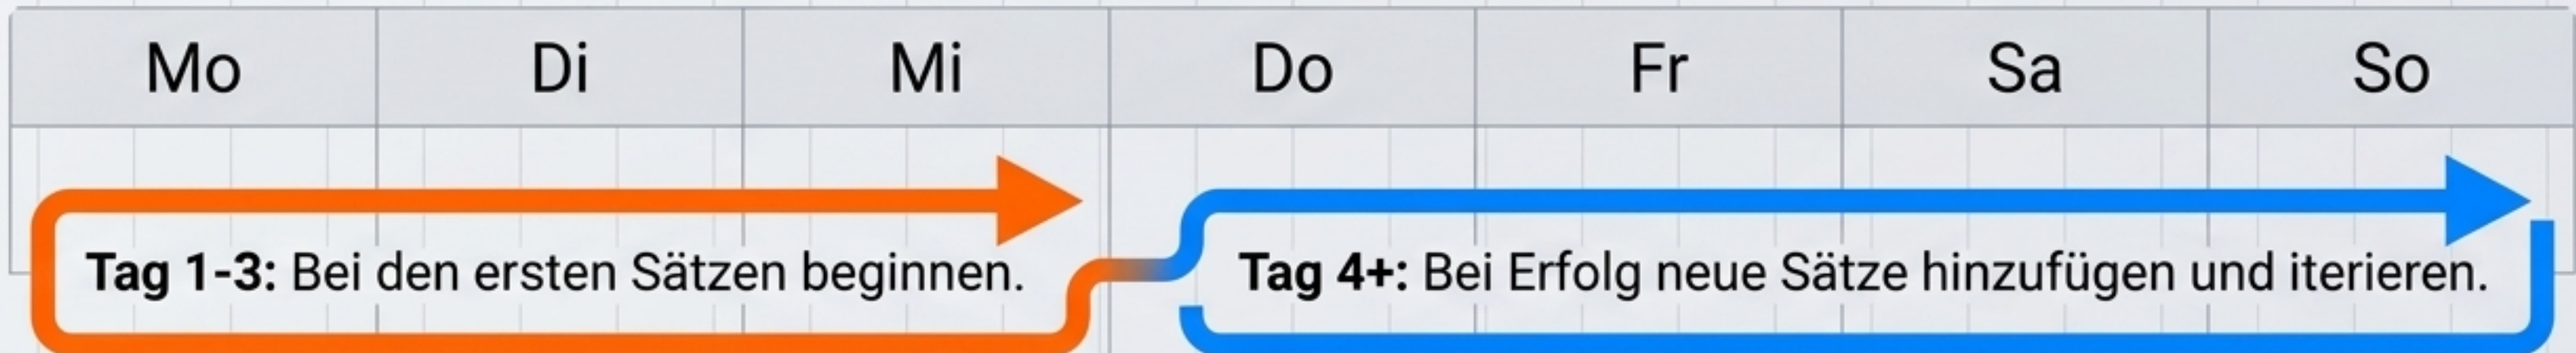 Mo Di Mi Do Fr Sa So
Tag 1-3: Bei den ersten Sätzen beginnen.
Tag 4+: Bei Erfolg neue Sätze hinzufügen und iterieren.